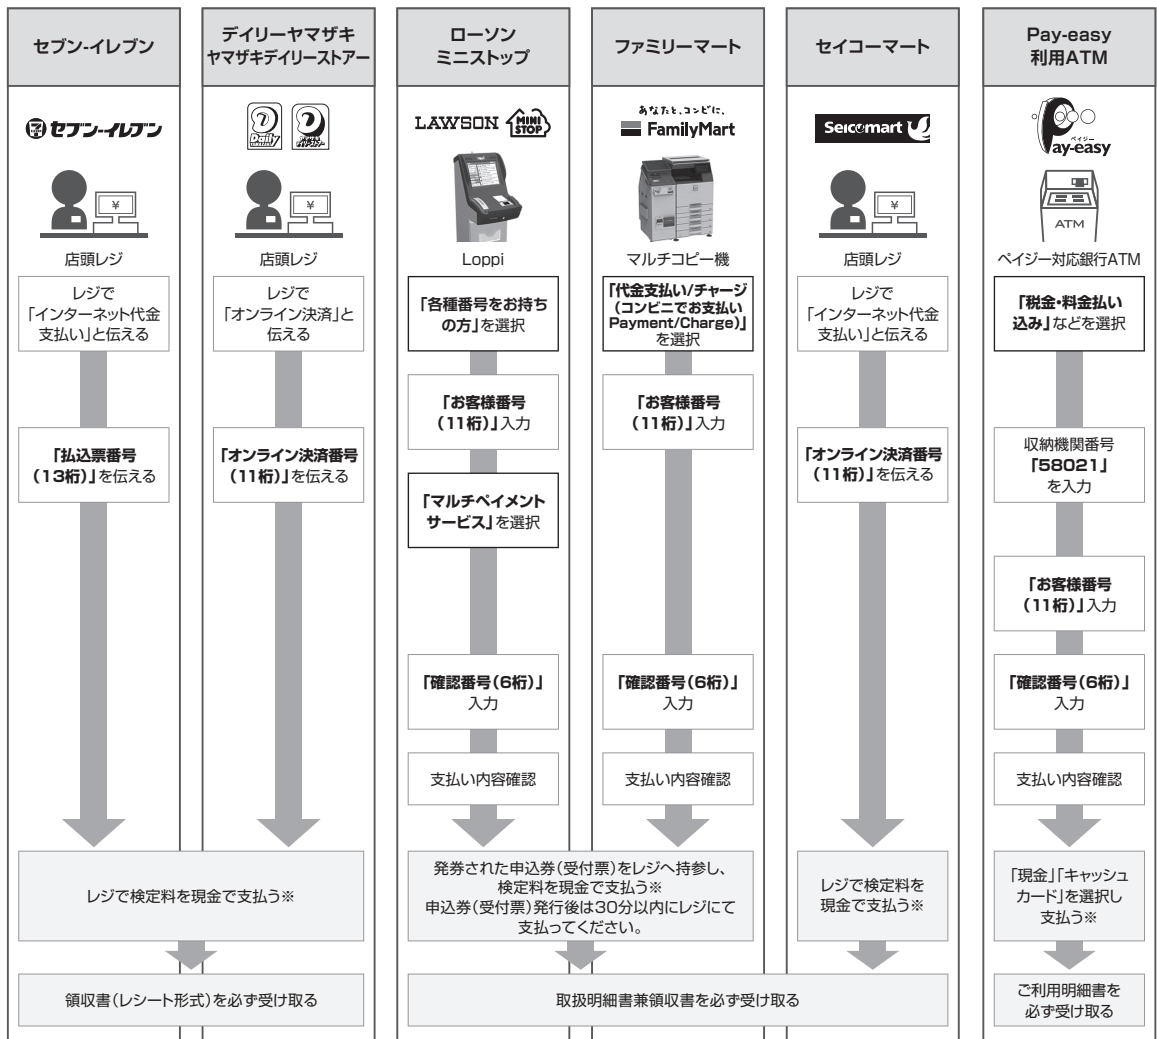 セブン-イレブン
セブン-イレブン
店頭レジ
レジで
「インターネット代金
支払い」と伝える
「払込票番号
(13桁)」を伝える
デイリーヤマザキ
ヤマザキデイリーストアー
Daily
店頭レジ
レジで
「オンライン決済」と
伝える
「オンライン決済番号
(11桁)」を伝える
レジで検定料を現金で支払う※
領収書(レシート形式)を必ず受け取る
ローソン
ミニストップ
LAWSON
MINI
STOP
Loppi
「各種番号をお持ち
の方」を選択
「お客様番号
(11桁)」入力
「マルチペイメント
サービス」を選択
「確認番号(6桁)」
入力
支払い内容確認
ファミリーマート
あなたと、コンビに、
FamilyMart
マルチコピー機
「代金支払い/チャージ
(コンビニでお支払い
Payment/Charge)」
を選択
「お客様番号
(11桁)」入力
「確認番号(6桁)」
入力
支払い内容確認
発券された申込券(受付票)をレジへ持参し、
検定料を現金で支払う※
申込券(受付票)発行後は30分以内にレジにて
支払ってください。
セイコーマート
Seicomart
店頭レジ
レジで
「インターネット代金
支払い」と伝える
「オンライン決済番号
(11桁)」を伝える
レジで検定料を
現金で支払う※
取扱明細書兼領収書を必ず受け取る
Pay-easy
利用ATM
ペイジー
Pay-easy
ATM
ペイジー対応銀行ATM
「税金・料金払い
込み」などを選択
収納機関番号
「58021」
を入力
「お客様番号
(11桁)」入力
「確認番号(6桁)」
入力
支払い内容確認
「現金」「キャッシュ
カード」を選択し
支払う※
ご利用明細書を
必ず受け取る